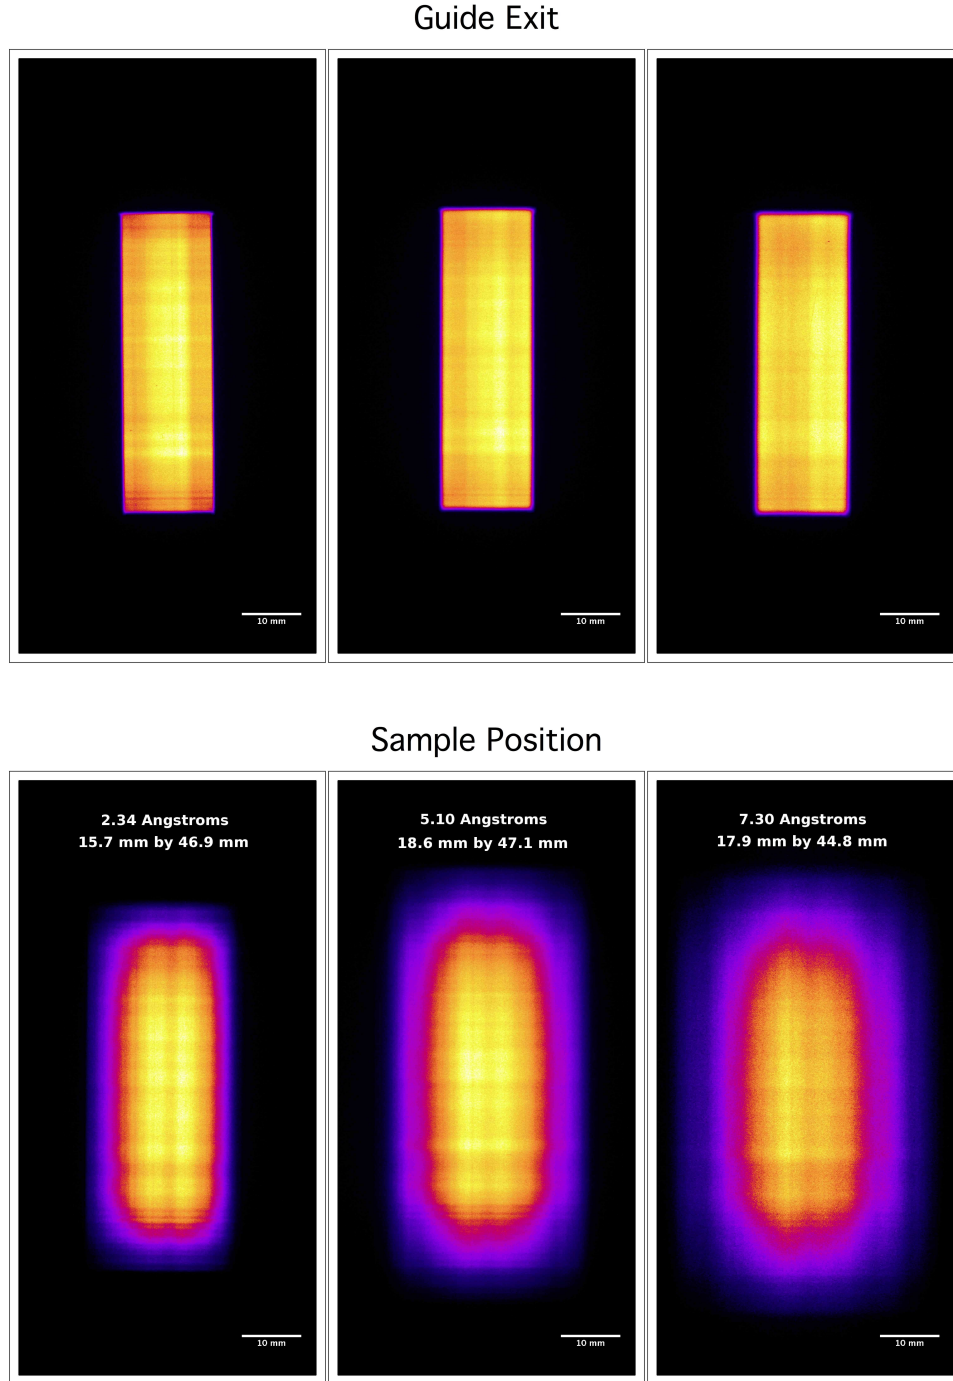 Guide Exit
10 mm
10 mm
10 mm
Sample Position
2.34 Angstroms
15.7 mm by 46.9 mm
5.10 Angstroms
18.6 mm by 47.1 mm
7.30 Angstroms
17.9 mm by 44.8 mm
10 mm
10 mm
10 mm